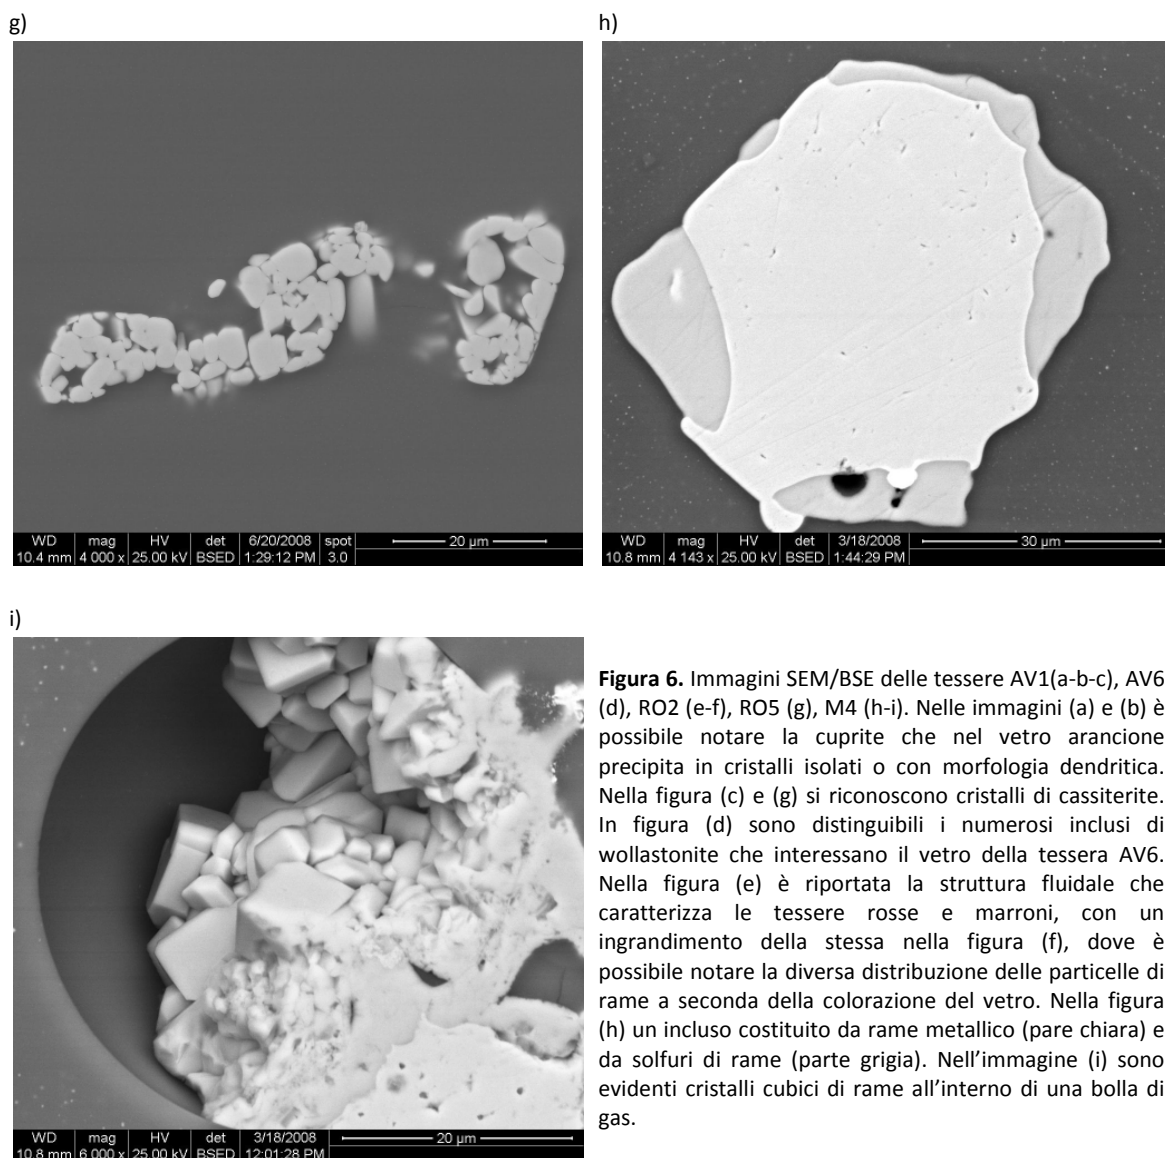 g)
h)
WD mag HV det 6/20/2008 spot
10.4 mm 4 000 x 25.00 kV BSED 1:29:12 PM 3.0 20 µm
WD mag HV det 3/18/2008
10.8 mm 4 143 x 25.00 kV BSED 1:44:29 PM 30 µm
i)
WD mag HV det 3/18/2008
10.8 mm 6 000 x 25.00 kV BSED 12:01:28 PM 20 µm
Figura 6. Immagini SEM/BSE delle tessere AV1(a-b-c), AV6
(d), RO2 (e-f), RO5 (g), M4 (h-i). Nelle immagini (a) e (b) è
possibile notare la cuprite che nel vetro arancione
precipita in cristalli isolati o con morfologia dendritica.
Nella figura (c) e (g) si riconoscono cristalli di cassiterite.
In figura (d) sono distinguibili i numerosi inclusi di
wollastonite che interessano il vetro della tessera AV6.
Nella figura (e) è riportata la struttura fluidale che
caratterizza le tessere rosse e marroni, con un
ingrandimento della stessa nella figura (f), dove è
possibile notare la diversa distribuzione delle particelle di
rame a seconda della colorazione del vetro. Nella figura
(h) un incluso costituito da rame metallico (pare chiara) e
da solfuri di rame (parte grigia). Nell’immagine (i) sono
evidenti cristalli cubici di rame all’interno di una bolla di
gas.